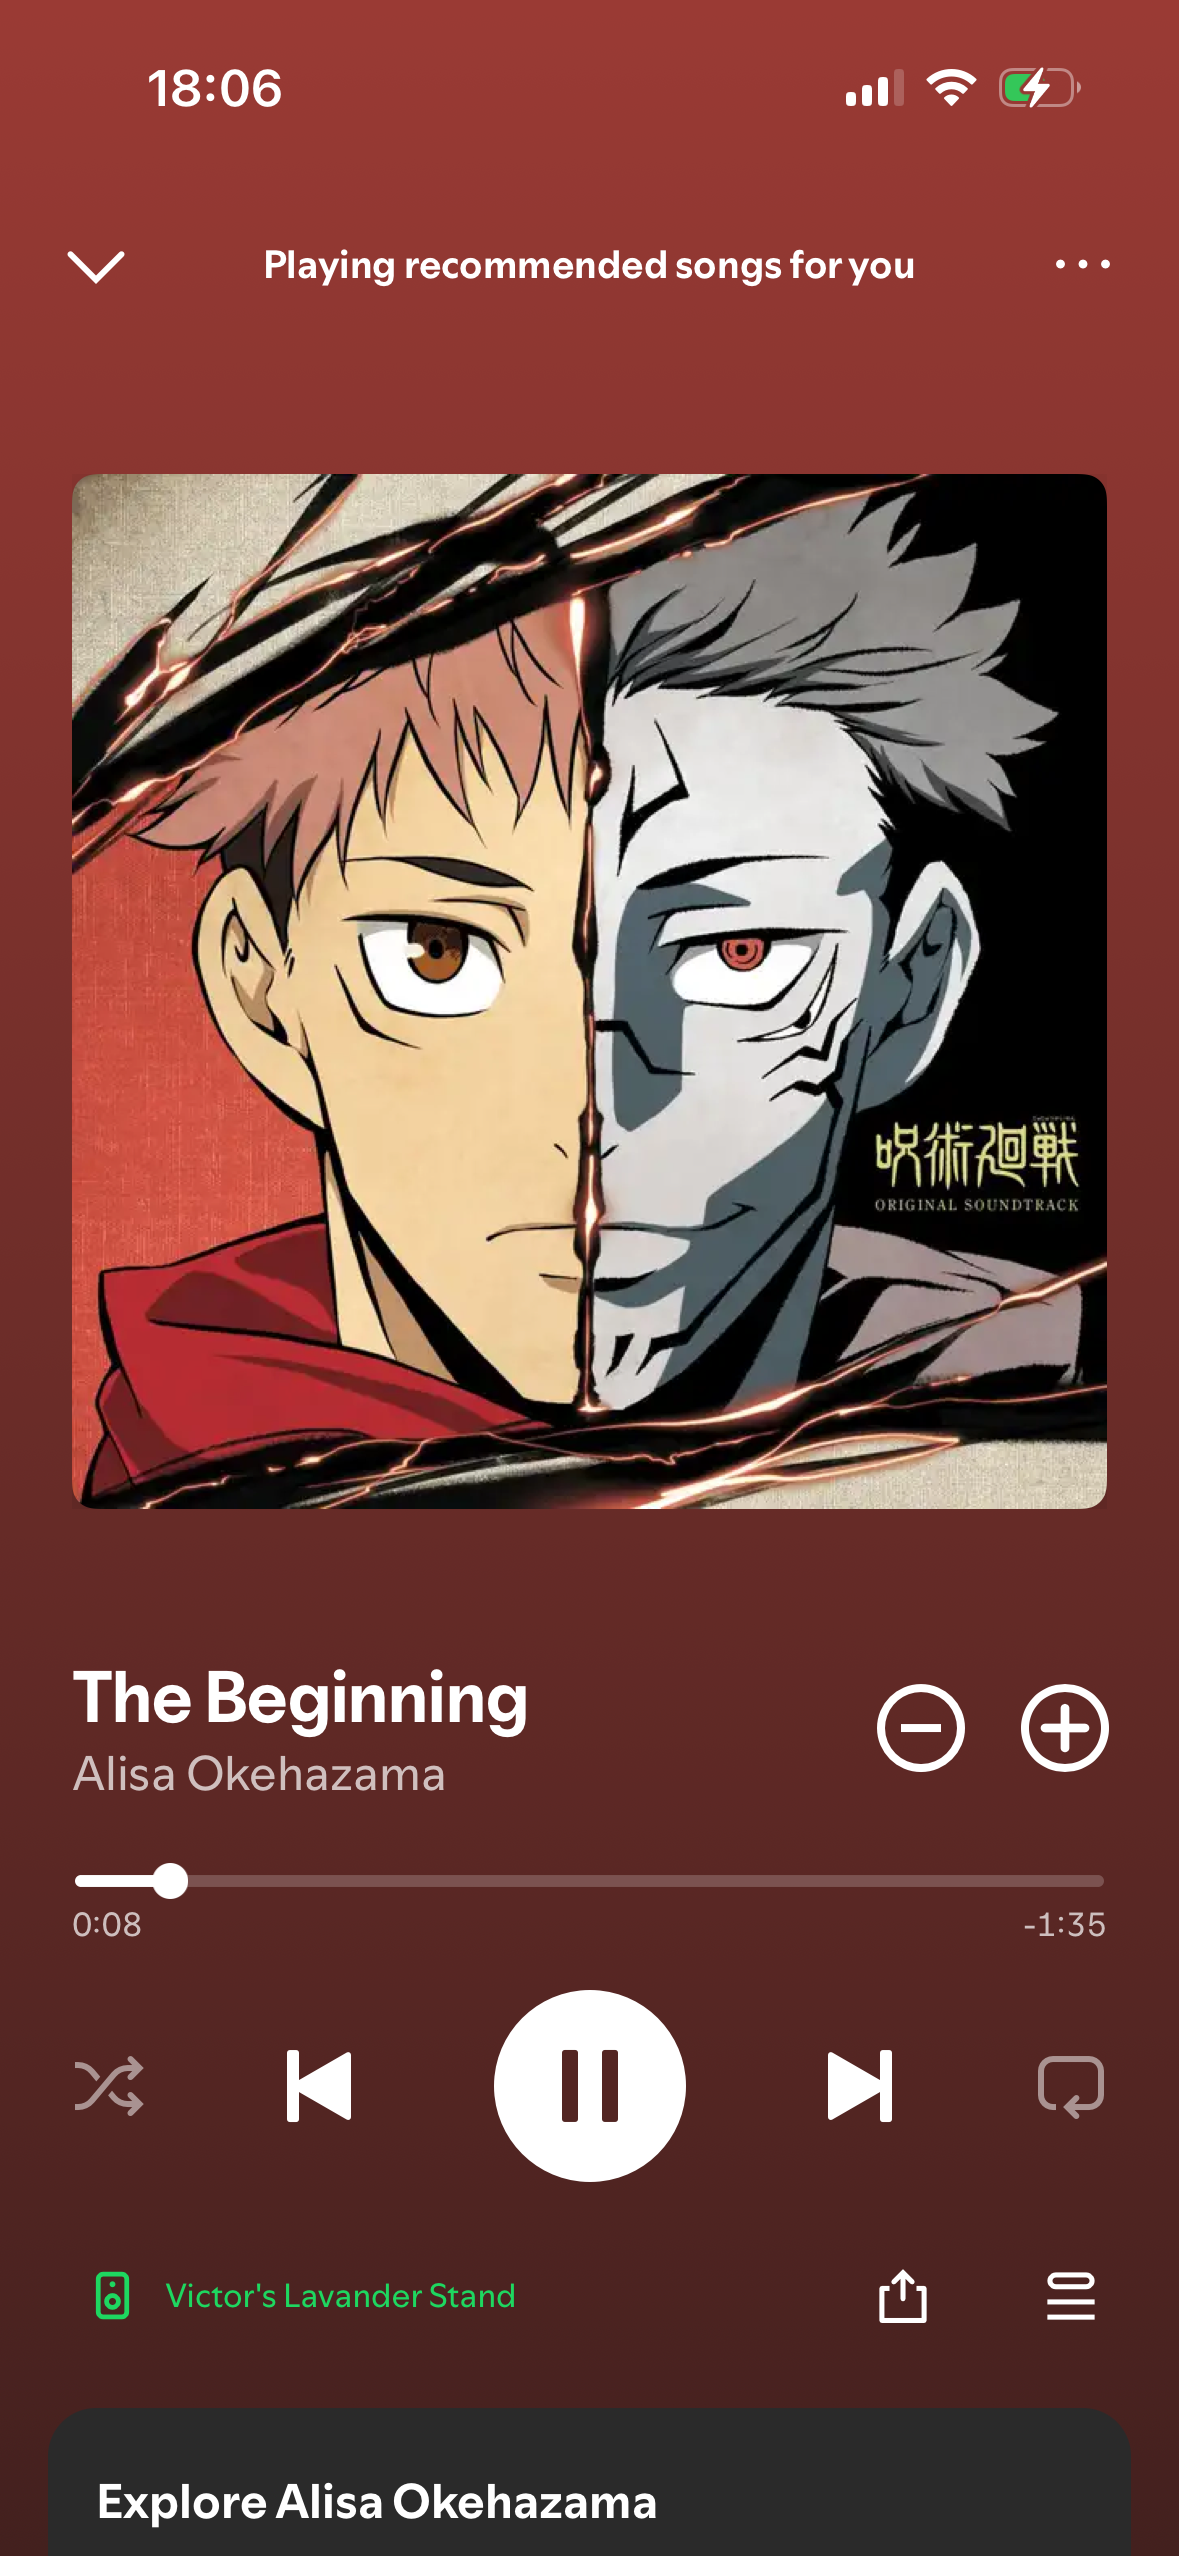 18:06
Playing recommended songs for you
呪術廻戦
ORIGINAL SOUNDTRACK
The Beginning
Alisa Okehazama
0:08
-1:35
Victor's Lavander Stand
Explore Alisa Okehazama